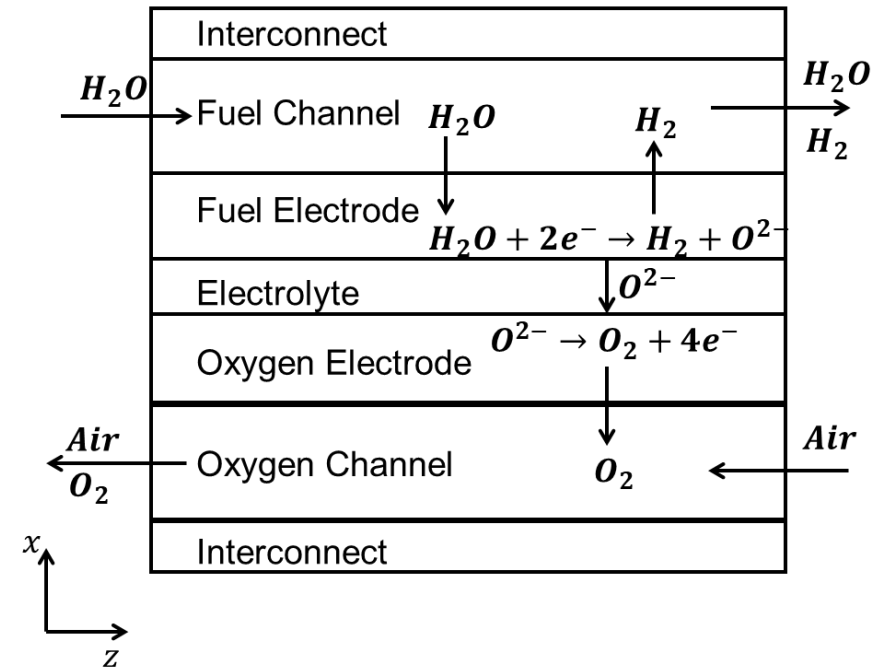 Interconnect
H₂O
Fuel Channel
H₂O
H₂
H₂O
H₂
Fuel Electrode
H₂O + 2e⁻ → H₂ + O²⁻
Electrolyte
O²⁻
O²⁻ → O₂ + 4e⁻
Oxygen Electrode
Air
O₂
Oxygen Channel
O₂
Air
Interconnect
x
z